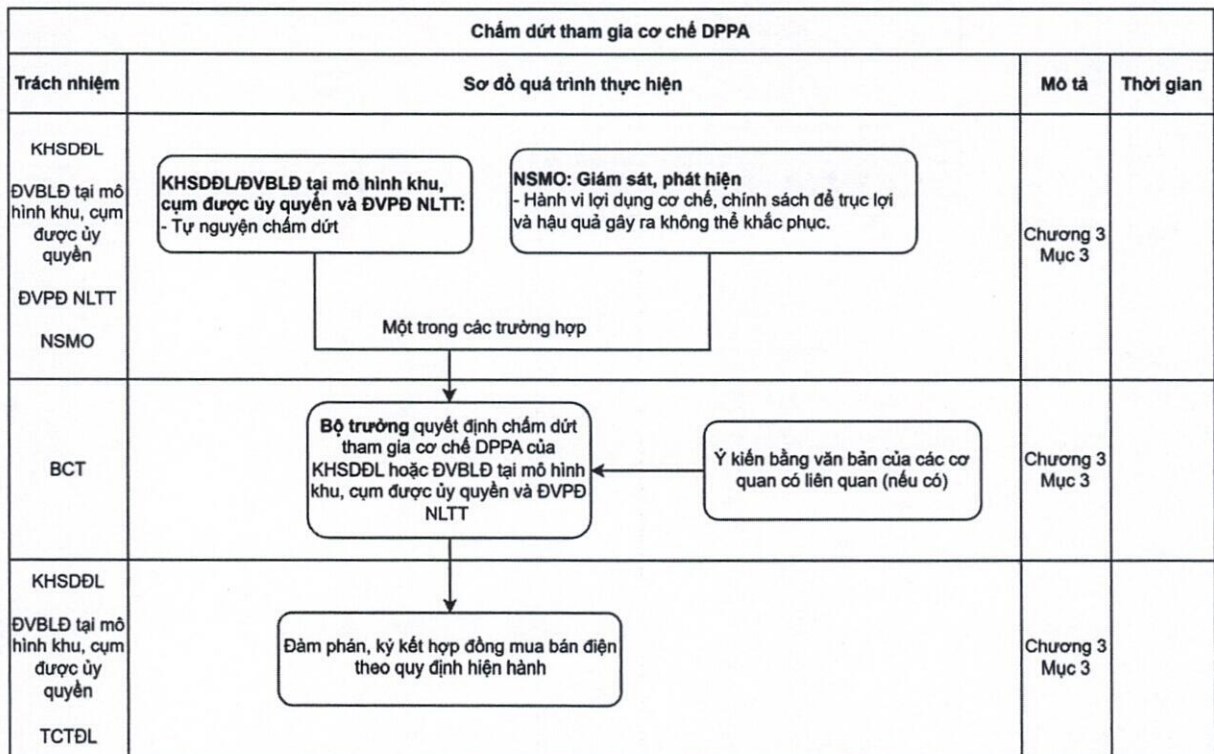 Chấm dứt tham gia cơ chế DPPA
Trách nhiệm
Sơ đồ quá trình thực hiện
Mô tả
Thời gian
KHSDĐL
ĐVBLĐ tại mô
hình khu, cụm
được ủy
quyền
ĐVPĐ NLTT
NSMO
KHSDĐL/ĐVBLĐ tại mô hình khu,
cụm được ủy quyền và ĐVPĐ NLTT:
- Tự nguyện chấm dứt
NSMO: Giám sát, phát hiện
- Hành vi lợi dụng cơ chế, chính sách để trục lợi
và hậu quả gây ra không thể khắc phục.
Một trong các trường hợp
Chương 3
Mục 3
BCT
Bộ trưởng quyết định chấm dứt
tham gia cơ chế DPPA của
KHSDĐL hoặc ĐVBLĐ tại mô hình
khu, cụm được ủy quyền và ĐVPĐ
NLTT
Ý kiến bằng văn bản của các cơ
quan có liên quan (nếu có)
Chương 3
Mục 3
KHSDĐL
ĐVBLĐ tại mô
hình khu, cụm
được ủy
quyền
TCTĐL
Đàm phán, ký kết hợp đồng mua bán điện
theo quy định hiện hành
Chương 3
Mục 3